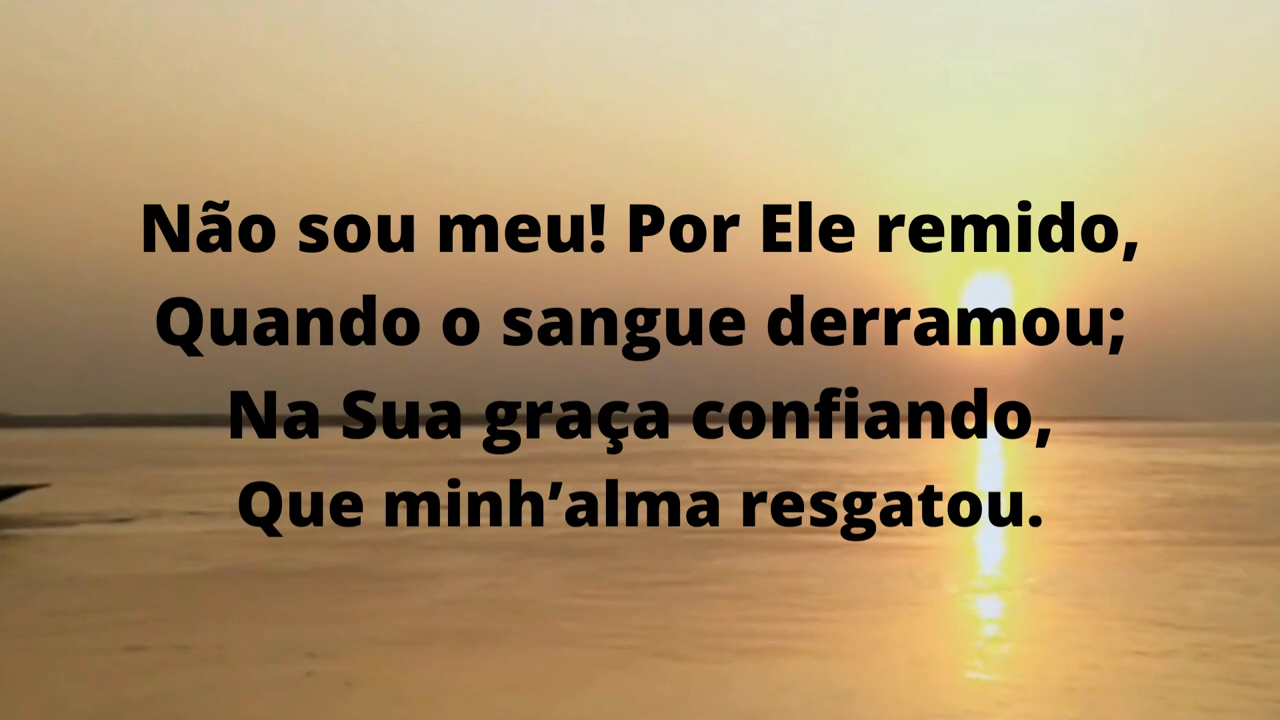 Não sou meu! Por Ele remido,
Quando o sangue derramou;
Na Sua graça confiando,
Que minh’alma resgatou.